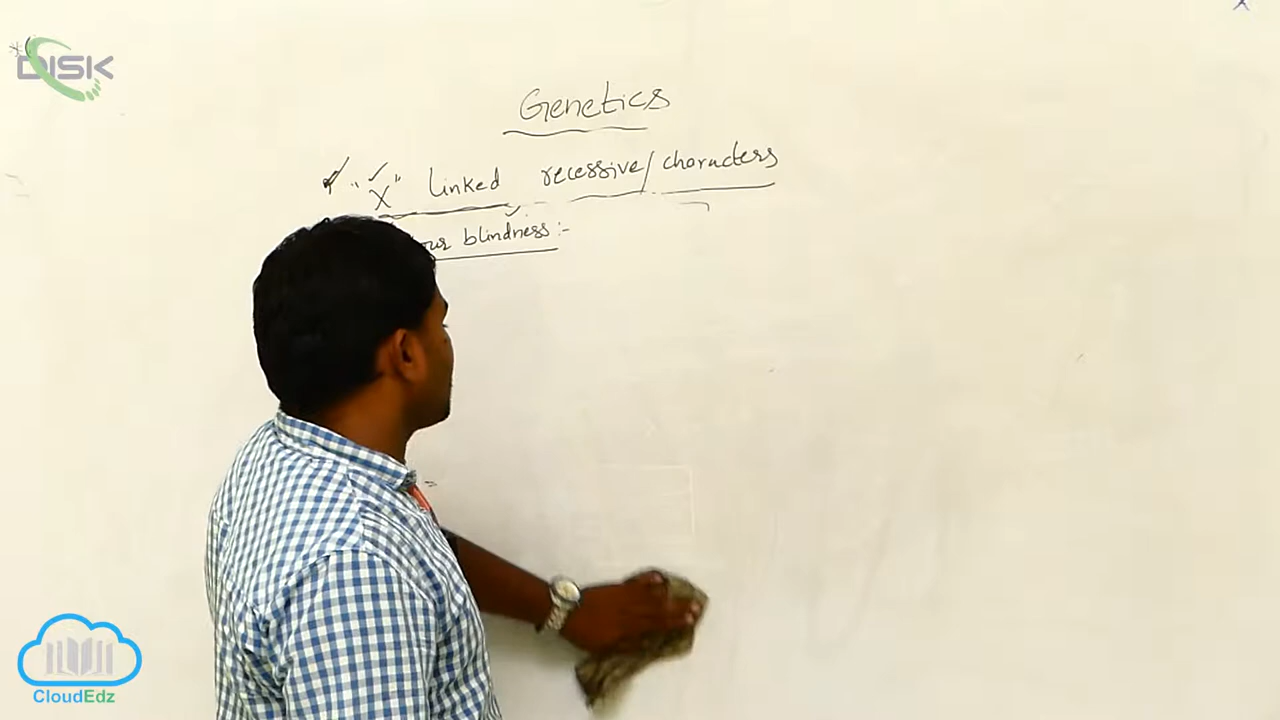 DISK
Genetics
"X" linked recessive/characters
blindness:-
CloudEdz